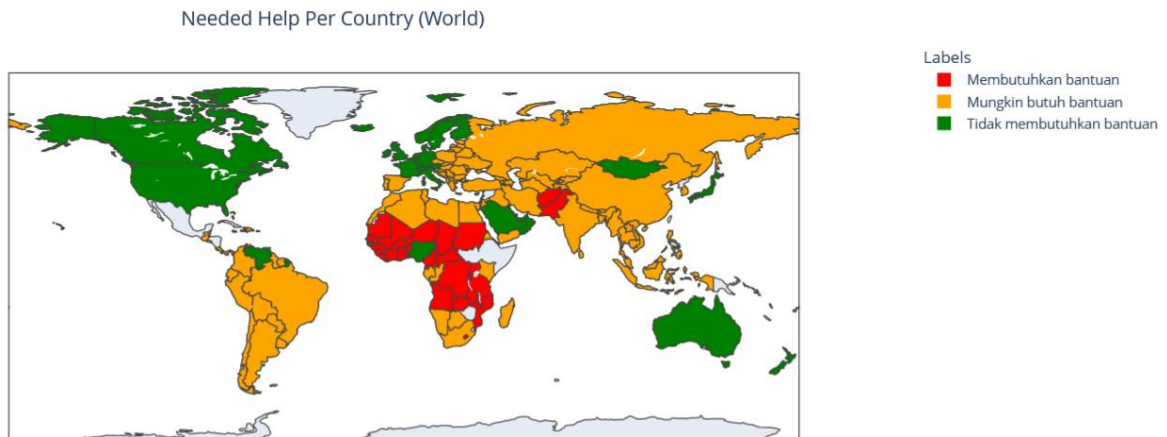 Needed Help Per Country (World)
Labels
Membutuhkan bantuan
Mungkin butuh bantuan
Tidak membutuhkan bantuan